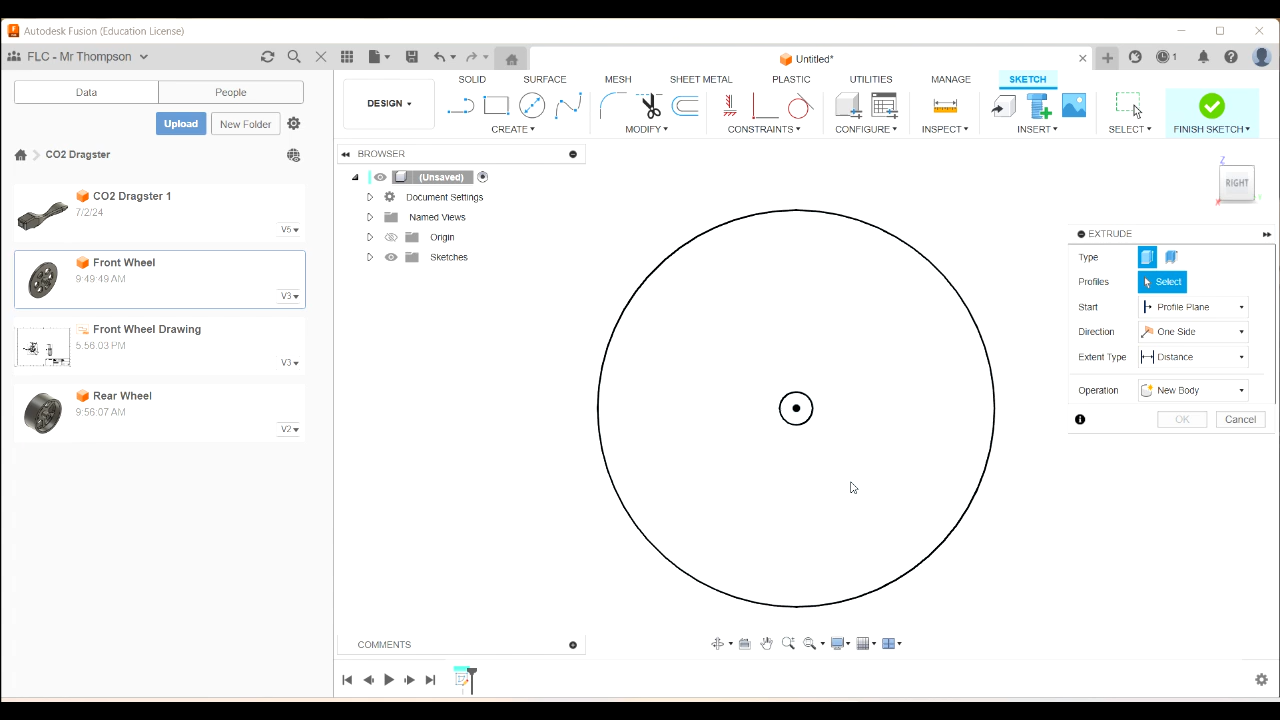 Autodesk Fusion (Education License)
FLC - Mr Thompson
Untitled*
1
Data
People
Upload
New Folder
CO2 Dragster
CO2 Dragster 1
7/2/24
V5
Front Wheel
9:49:49 AM
V3
Front Wheel Drawing
5:56:03 PM
V3
Rear Wheel
9:56:07 AM
V2
DESIGN
SOLID
SURFACE
MESH
SHEET METAL
PLASTIC
UTILITIES
MANAGE
SKETCH
CREATE
MODIFY
CONSTRAINTS
CONFIGURE
INSPECT
INSERT
SELECT
FINISH SKETCH
BROWSER
(Unsaved)
Document Settings
Named Views
Origin
Sketches
Z
RIGHT
X
Y
EXTRUDE
Type
Profiles
Select
Start
Profile Plane
Direction
One Side
Extent Type
Distance
Operation
New Body
OK
Cancel
COMMENTS